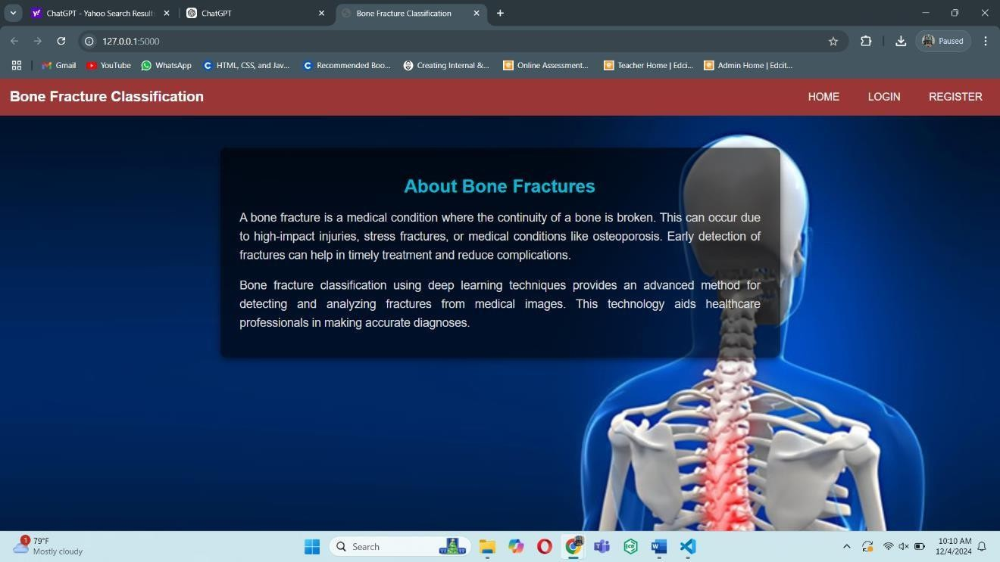 ChatGPT - Yahoo Search Results
ChatGPT
Bone Fracture Classification
127.0.0.1:5000
Paused
Gmail
YouTube
WhatsApp
HTML, CSS, and Jav...
Recommended Boo...
Creating Internal &...
Online Assessment...
Teacher Home | Edci...
Admin Home | Edcit...
Bone Fracture Classification
HOME
LOGIN
REGISTER
About Bone Fractures
A bone fracture is a medical condition where the continuity of a bone is broken. This can occur due
to high-impact injuries, stress fractures, or medical conditions like osteoporosis. Early detection of
fractures can help in timely treatment and reduce complications.
Bone fracture classification using deep learning techniques provides an advanced method for
detecting and analyzing fractures from medical images. This technology aids healthcare
professionals in making accurate diagnoses.
1
79°F
Mostly cloudy
Search
10:10 AM
12/4/2024